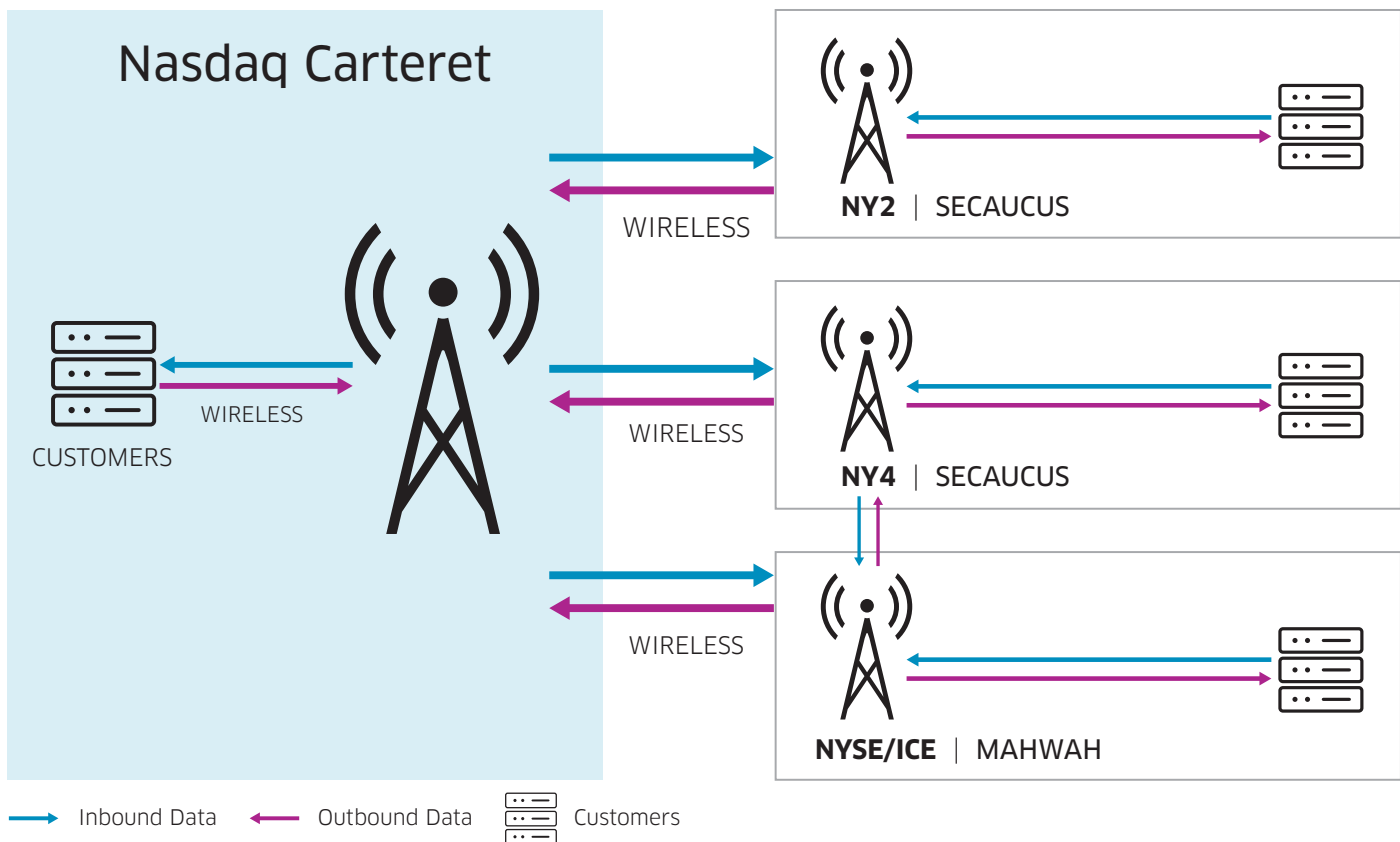 Nasdaq Carteret
WIRELESS
NY2 | SECAUCUS
WIRELESS
CUSTOMERS
WIRELESS
NY4 | SECAUCUS
WIRELESS
NYSE/ICE | MAHWAH
Inbound Data
Outbound Data
Customers